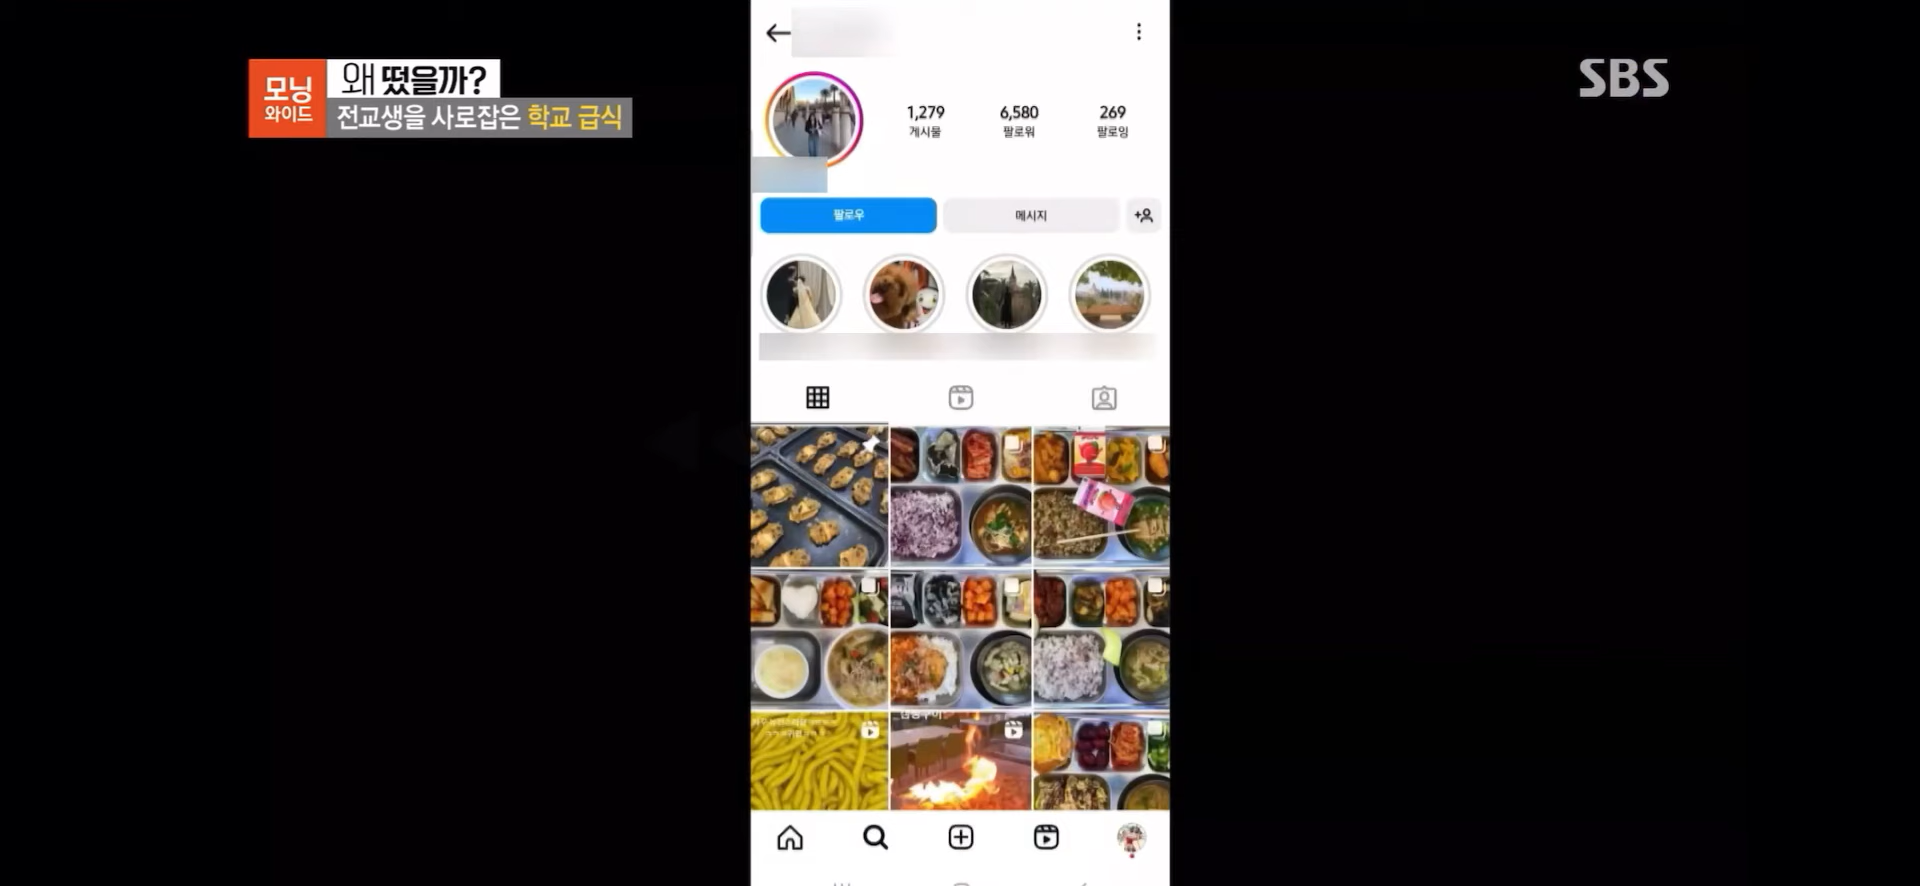 모닝
와이드
왜 떴을까?
전교생을 사로잡은 학교 급식
SBS
1,279
게시물
6,580
팔로워
269
팔로잉
팔로우
메시지